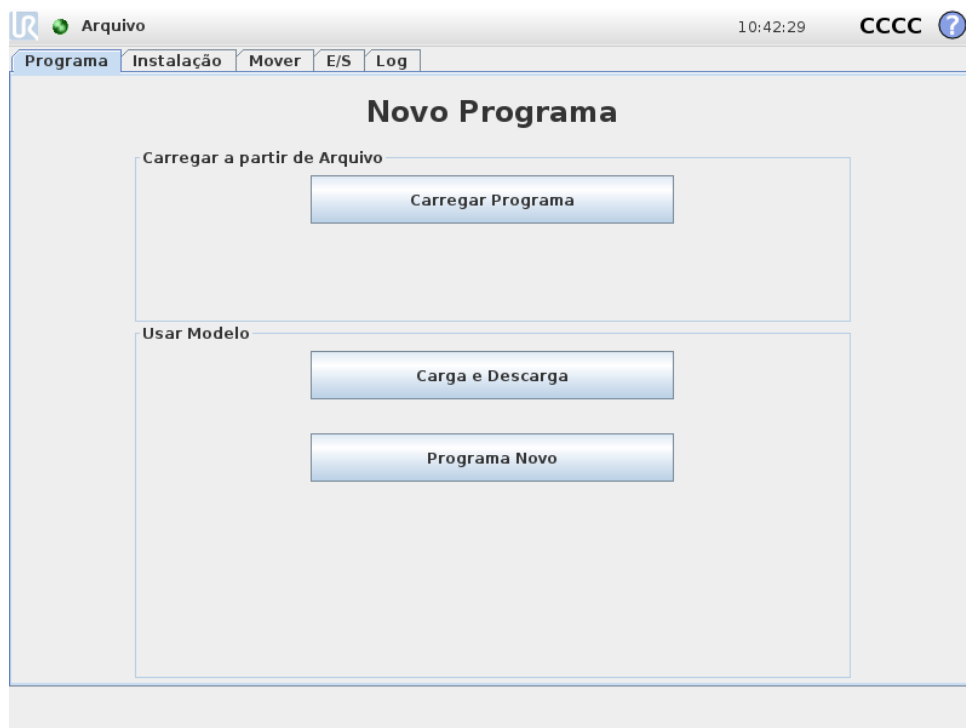 UR Arquivo 10:42:29 CCCC ?
Programa Instalação Mover E/S Log
Novo Programa
Carregar a partir de Arquivo
Carregar Programa
Usar Modelo
Carga e Descarga
Programa Novo